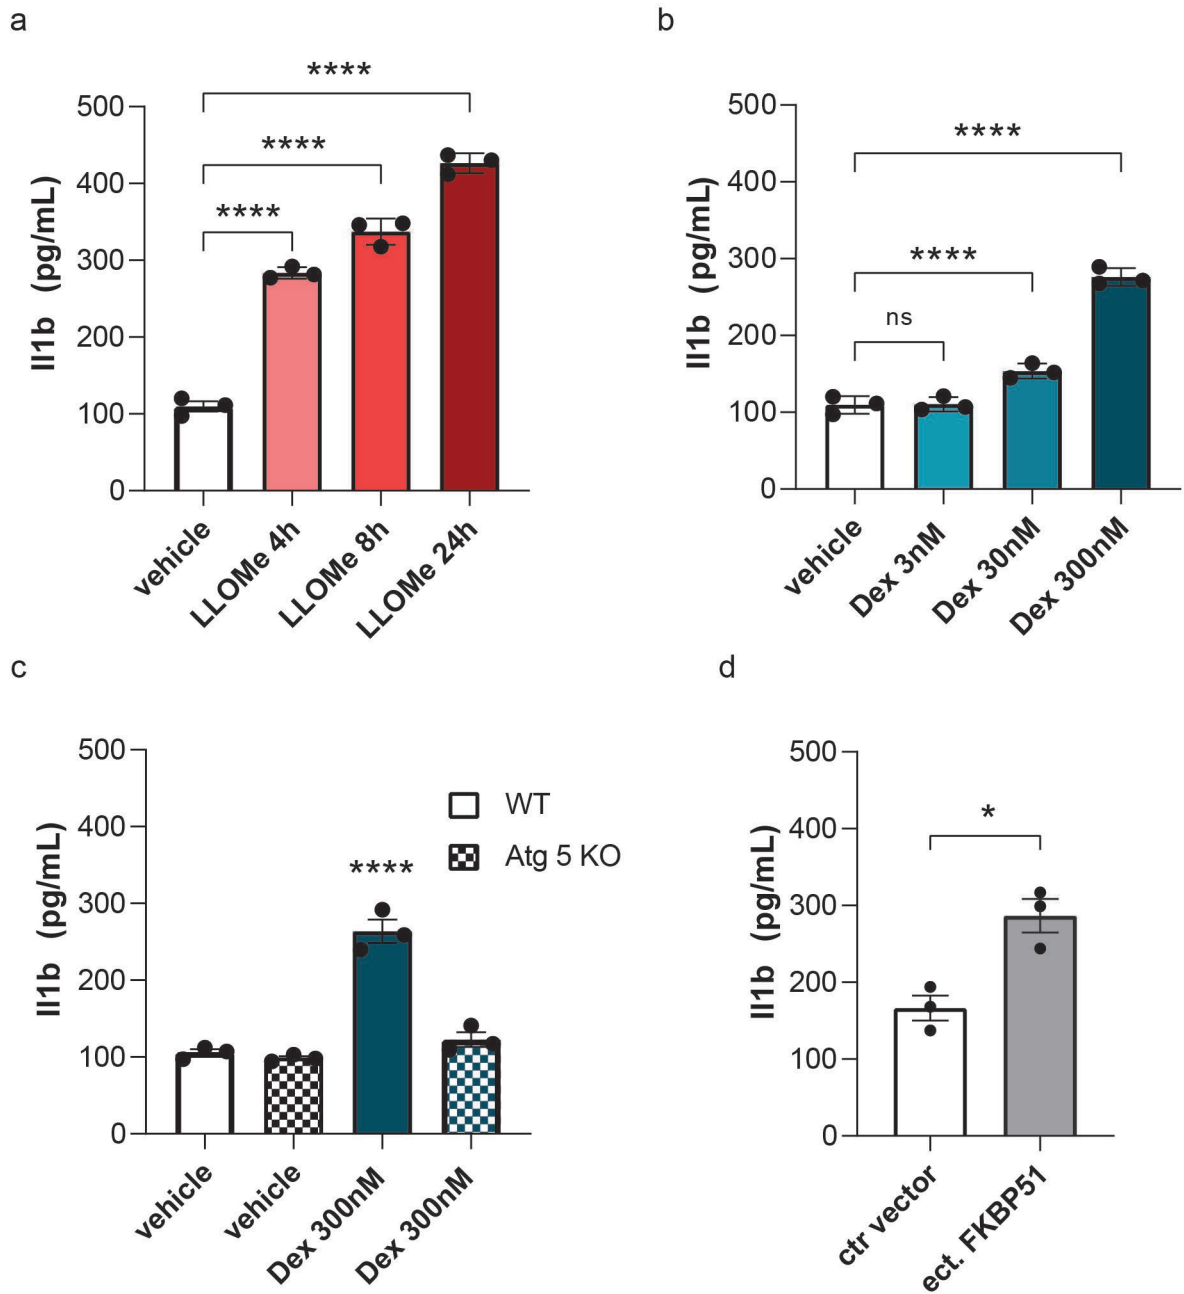 a
****
****
****
500
400
300
200
100
0
Il1b (pg/mL)
vehicle
LLOMe 4h
LLOMe 8h
LLOMe 24h
b
****
****
ns
500
400
300
200
100
0
Il1b (pg/mL)
vehicle
Dex 3nM
Dex 30nM
Dex 300nM
c
WT
Atg 5 KO
****
500
400
300
200
100
0
Il1b (pg/mL)
vehicle
vehicle
Dex 300nM
Dex 300nM
d
*
500
400
300
200
100
0
Il1b (pg/mL)
ctr vector
ect. FKBP51